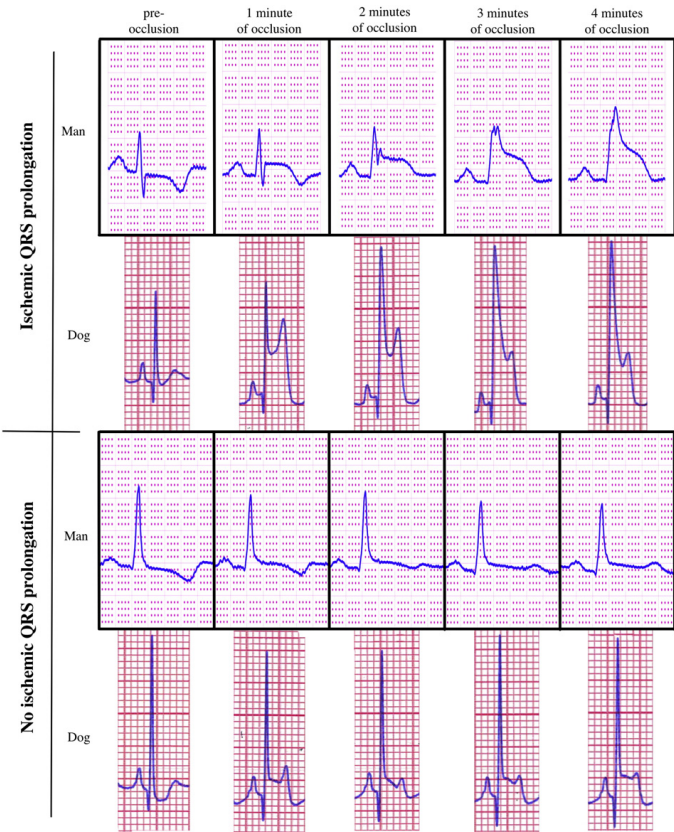 pre-
occlusion
1 minute
of occlusion
2 minutes
of occlusion
3 minutes
of occlusion
4 minutes
of occlusion
Ischemic QRS prolongation
Man
Dog
No ischemic QRS prolongation
Man
Dog